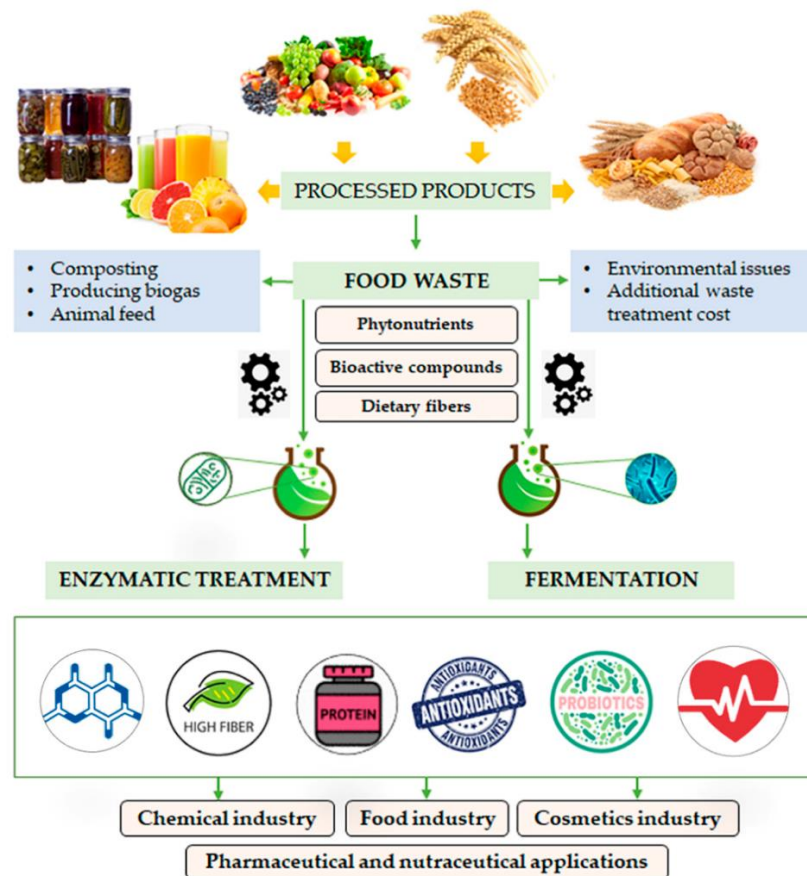 PROCESSED PRODUCTS
• Composting
• Producing biogas
• Animal feed
FOOD WASTE
• Environmental issues
• Additional waste
treatment cost
Phytonutrients
Bioactive compounds
Dietary fibers
ENZYMATIC TREATMENT
FERMENTATION
HIGH FIBER
PROTEIN
ANTIOXIDANTS
ANTIOXIDANTS
ANTIOXIDANTS
PROBIOTICS
Chemical industry
Food industry
Cosmetics industry
Pharmaceutical and nutraceutical applications